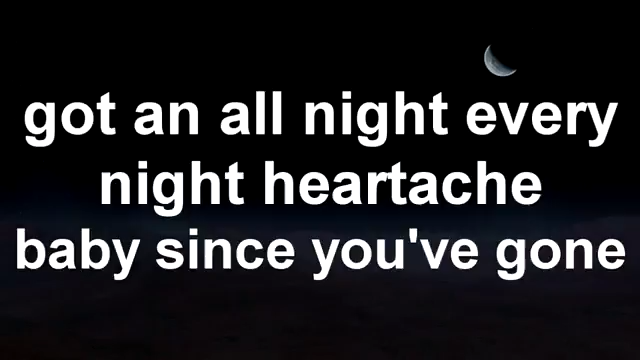 got an all night every
night heartache
baby since you've gone